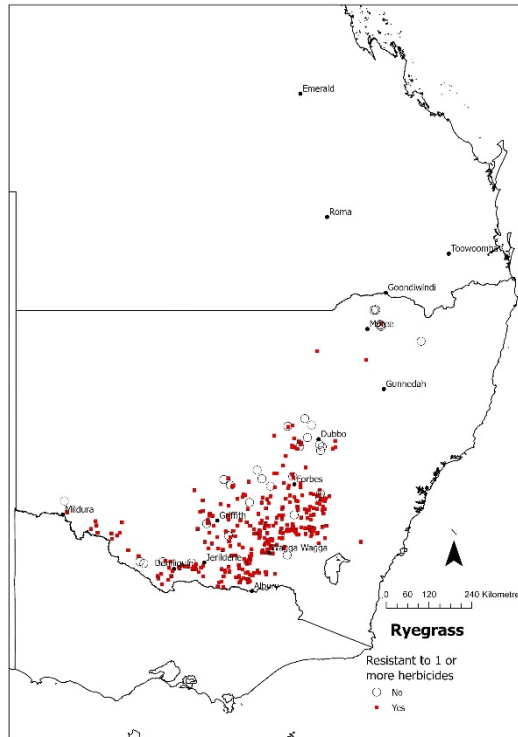 Emerald
Roma
Toowoomba
Goondiwindi
Moree
Gunnedah
Dubbo
Forbes
Mildura
Griffith
Wagga Wagga
Jerilderie
Deniliquin
Albury
N
0 60 120 240 Kilometre
Ryegrass
Resistant to 1 or
more herbicides
No
Yes